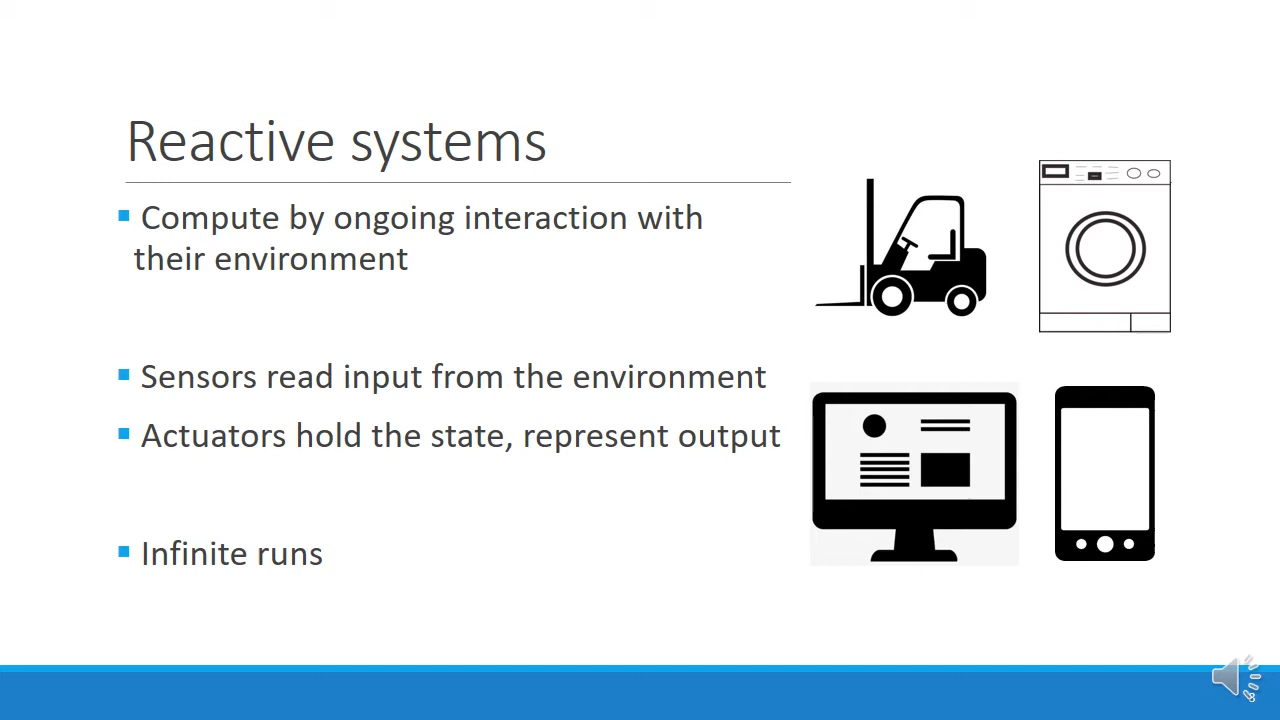 Reactive systems
▪ Compute by ongoing interaction with
their environment
▪ Sensors read input from the environment
▪ Actuators hold the state, represent output
▪ Infinite runs
3